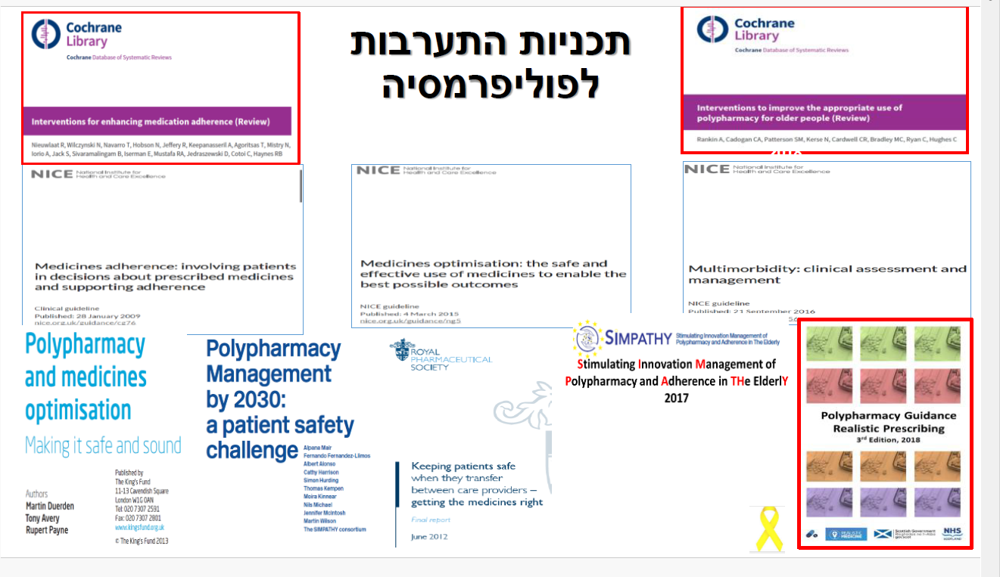 Cochrane
Library
Cochrane Database of Systematic Reviews
Interventions for enhancing medication adherence (Review)
Nieuwlaat R, Wilczynski N, Navarro T, Hobson N, Jeffery R, Keepanasseril A, Agoritsas T, Mistry N,
Iorio A, Jack S, Sivaramalingam B, Iserman E, Mustafa RA, Jedraszewski D, Cotoi C, Haynes RB
תכניות התערבות
לפוליפרמסיה
Cochrane
Library
Cochrane Database of Systematic Reviews
Interventions to improve the appropriate use of
polypharmacy for older people (Review)
Rankin A, Cadogan CA, Patterson SM, Kerse N, Cardwell CR, Bradley MC, Ryan C, Hughes C
NICE National Institute for
Health and Care Excellence
Medicines adherence: involving patients
in decisions about prescribed medicines
and supporting adherence
Clinical guideline
Published: 28 January 2009
nice.org.uk/guidance/cg76
NICE National Institute for
Health and Care Excellence
Medicines optimisation: the safe and
effective use of medicines to enable the
best possible outcomes
NICE guideline
Published: 4 March 2015
nice.org.uk/guidance/ng5
NICE National Institute for
Health and Care Excellence
Multimorbidity: clinical assessment and
management
NICE guideline
Published: 21 September 2016
Polypharmacy
and medicines
optimisation
Making it safe and sound
Authors
Martin Duerden
Tony Avery
Rupert Payne
Published by
The King's Fund
11-13 Cavendish Square
London W1G 0AN
Tel: 020 7307 2591
Fax: 020 7307 2801
www.kingsfund.org.uk
© The King's Fund 2013
Polypharmacy
Management
by 2030:
a patient safety
challenge
Alpana Mair
Fernando Fernandez-Llimos
Albert Alonso
Cathy Harrison
Simon Hurding
Thomas Kempen
Moira Kinnear
Nils Michael
Jennifer McIntosh
Martin Wilson
The SIMPATHY consortium
ROYAL
PHARMACEUTICAL
SOCIETY
Keeping patients safe
when they transfer
between care providers –
getting the medicines right
Final report
June 2012
SIMPATHY Stimulating Innovation Management of
Polypharmacy and Adherence in The Elderly
Stimulating Innovation Management of
Polypharmacy and Adherence in THe ElderlY
2017
Polypharmacy Guidance
Realistic Prescribing
3rd Edition, 2018
REALISTIC
MEDICINE
Scottish Government
NHS
SCOTLAND